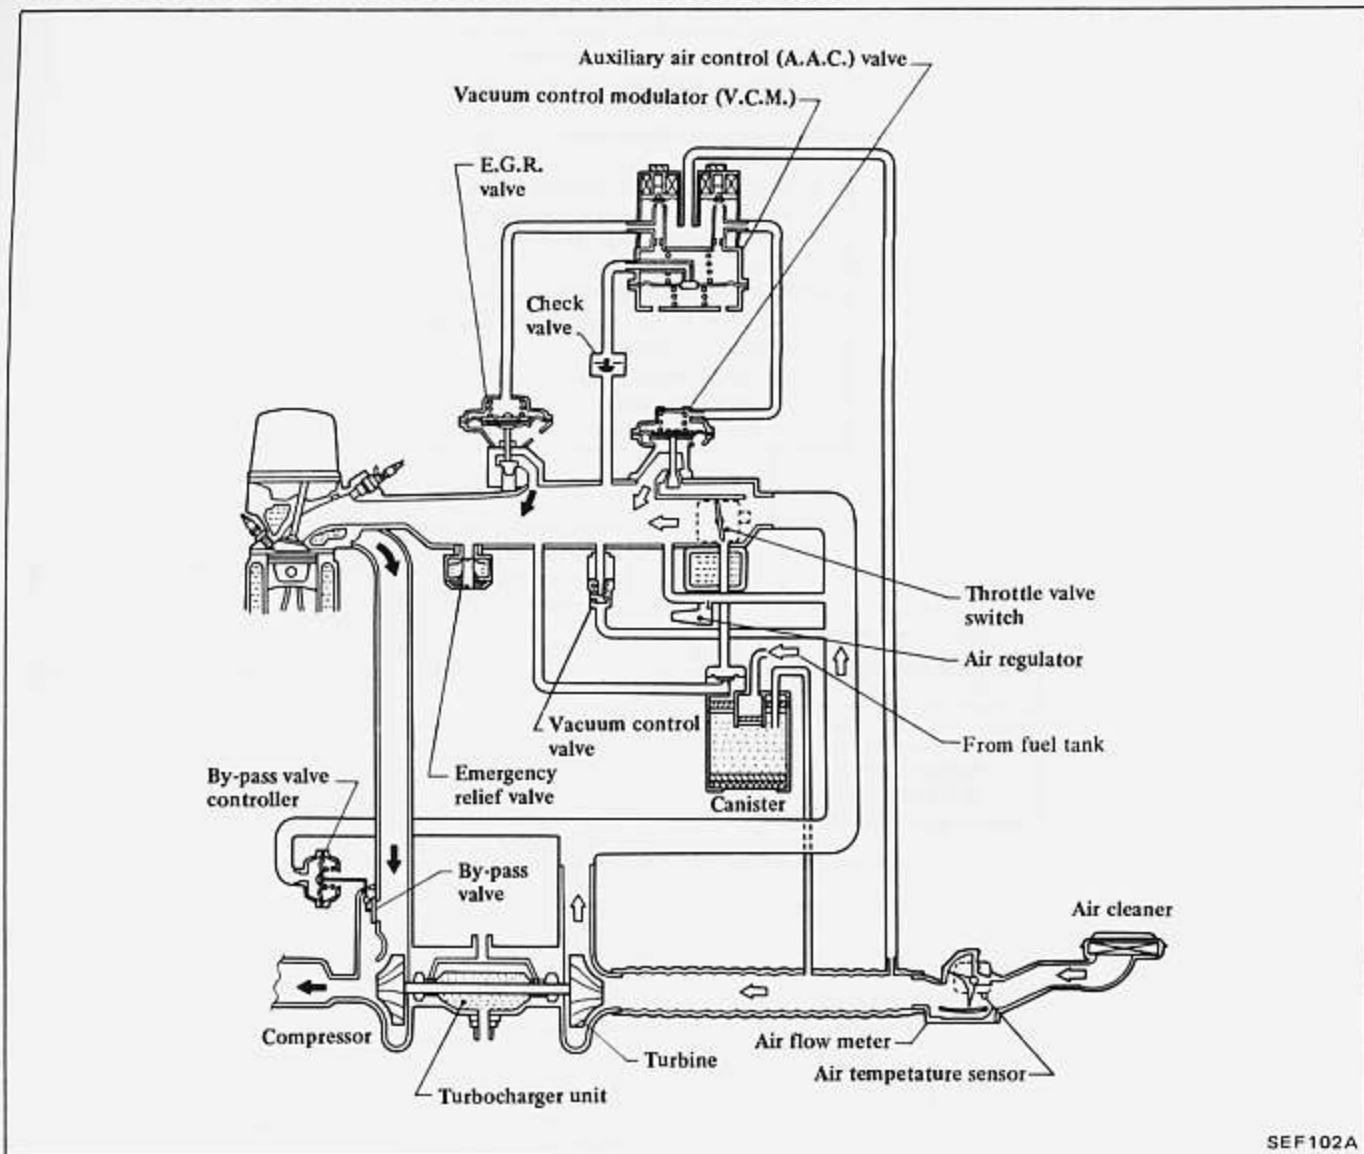 Auxiliary air control (A.A.C.) valve
Vacuum control modulator (V.C.M.)
E.G.R.
valve
Check
valve
Throttle valve
switch
Air regulator
From fuel tank
Vacuum control
valve
Emergency
relief valve
Canister
By-pass valve
controller
By-pass
valve
Air cleaner
Compressor
Turbine
Turbocharger unit
Air flow meter
Air tempetature sensor
SEF102A